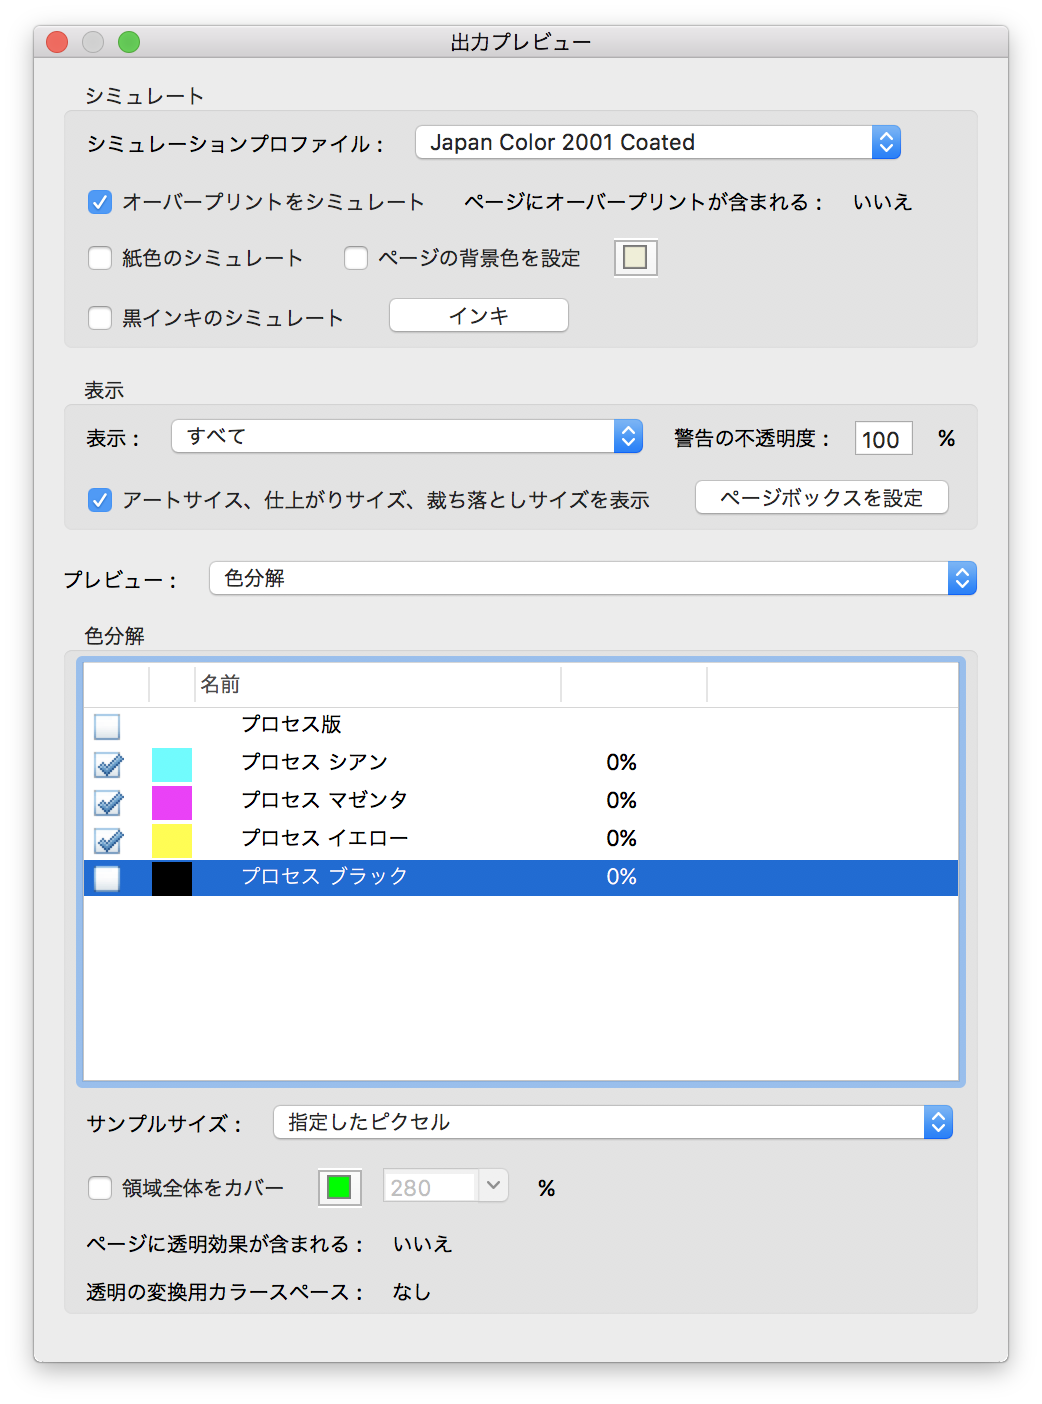 出力プレビュー
シミュレート
シミュレーションプロファイル： Japan Color 2001 Coated
オーバープリントをシミュレート ページにオーバープリントが含まれる： いいえ
紙色のシミュレート ページの背景色を設定
黒インキのシミュレート インキ
表示
表示： すべて 警告の不透明度： 100 %
アートサイズ、仕上がりサイズ、裁ち落としサイズを表示 ページボックスを設定
プレビュー： 色分解
色分解
名前
プロセス版
プロセス シアン 0%
プロセス マゼンタ 0%
プロセス イエロー 0%
プロセス ブラック 0%
サンプルサイズ： 指定したピクセル
領域全体をカバー 280 %
ページに透明効果が含まれる： いいえ
透明の変換用カラースペース： なし